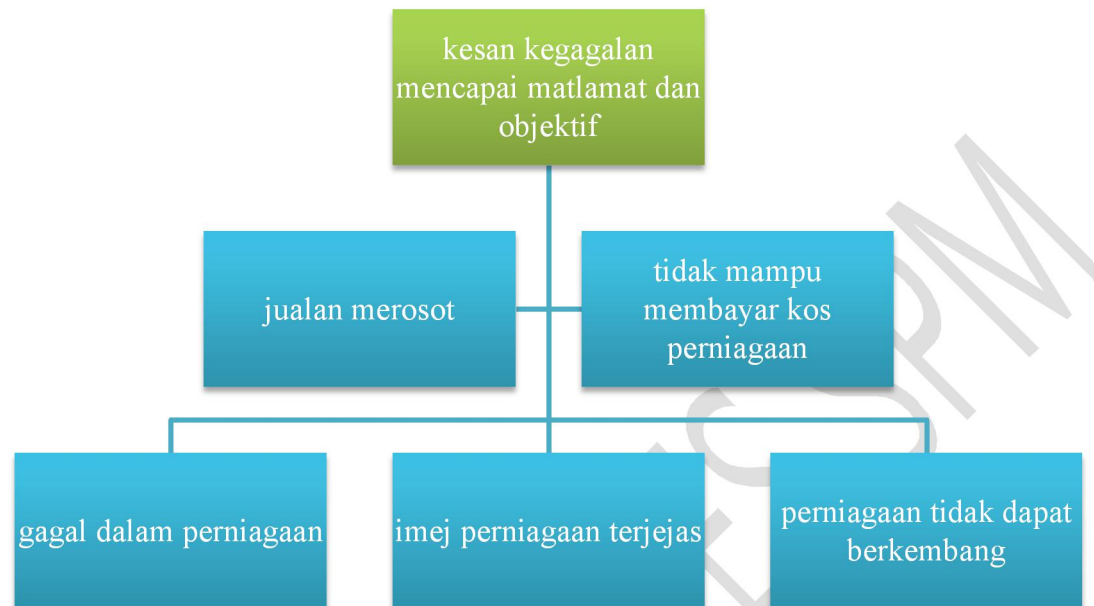 kesan kegagalan
mencapai matlamat dan
objektif
jualan merosot
tidak mampu
membayar kos
perniagaan
gagal dalam perniagaan
imej perniagaan terjejas
perniagaan tidak dapat
berkembang
SPM